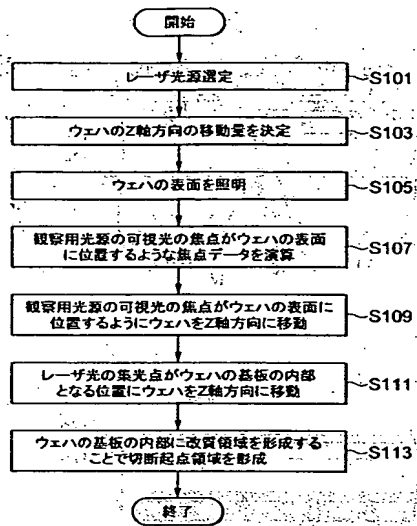 開始
レーザ光源選定
S101
ウェハのZ軸方向の移動量を決定
S103
ウェハの表面を照明
S105
観察用光源の可視光の焦点がウェハの表面
に位置するような焦点データを演算
S107
観察用光源の可視光の焦点がウェハの表面に
位置するようにウェハをZ軸方向に移動
S109
レーザ光の集光点がウェハの基板の内部
となる位置にウェハをZ軸方向に移動
S111
ウェハの基板の内部に改質領域を形成する
ことで切断起点領域を形成
S113
終了